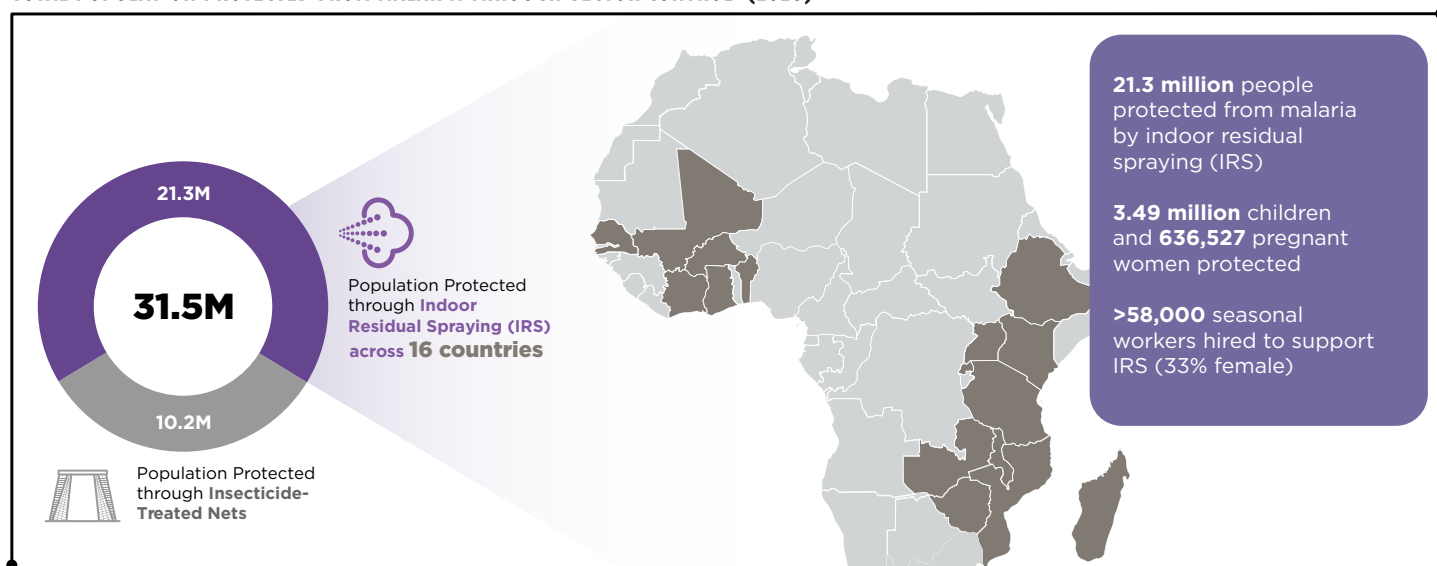 21.3M
31.5M
10.2M
Population Protected
through Indoor
Residual Spraying (IRS)
across 16 countries
Population Protected
through Insecticide-
Treated Nets
21.3 million people
protected from malaria
by indoor residual
spraying (IRS)
3.49 million children
and 636,527 pregnant
women protected
>58,000 seasonal
workers hired to support
IRS (33% female)